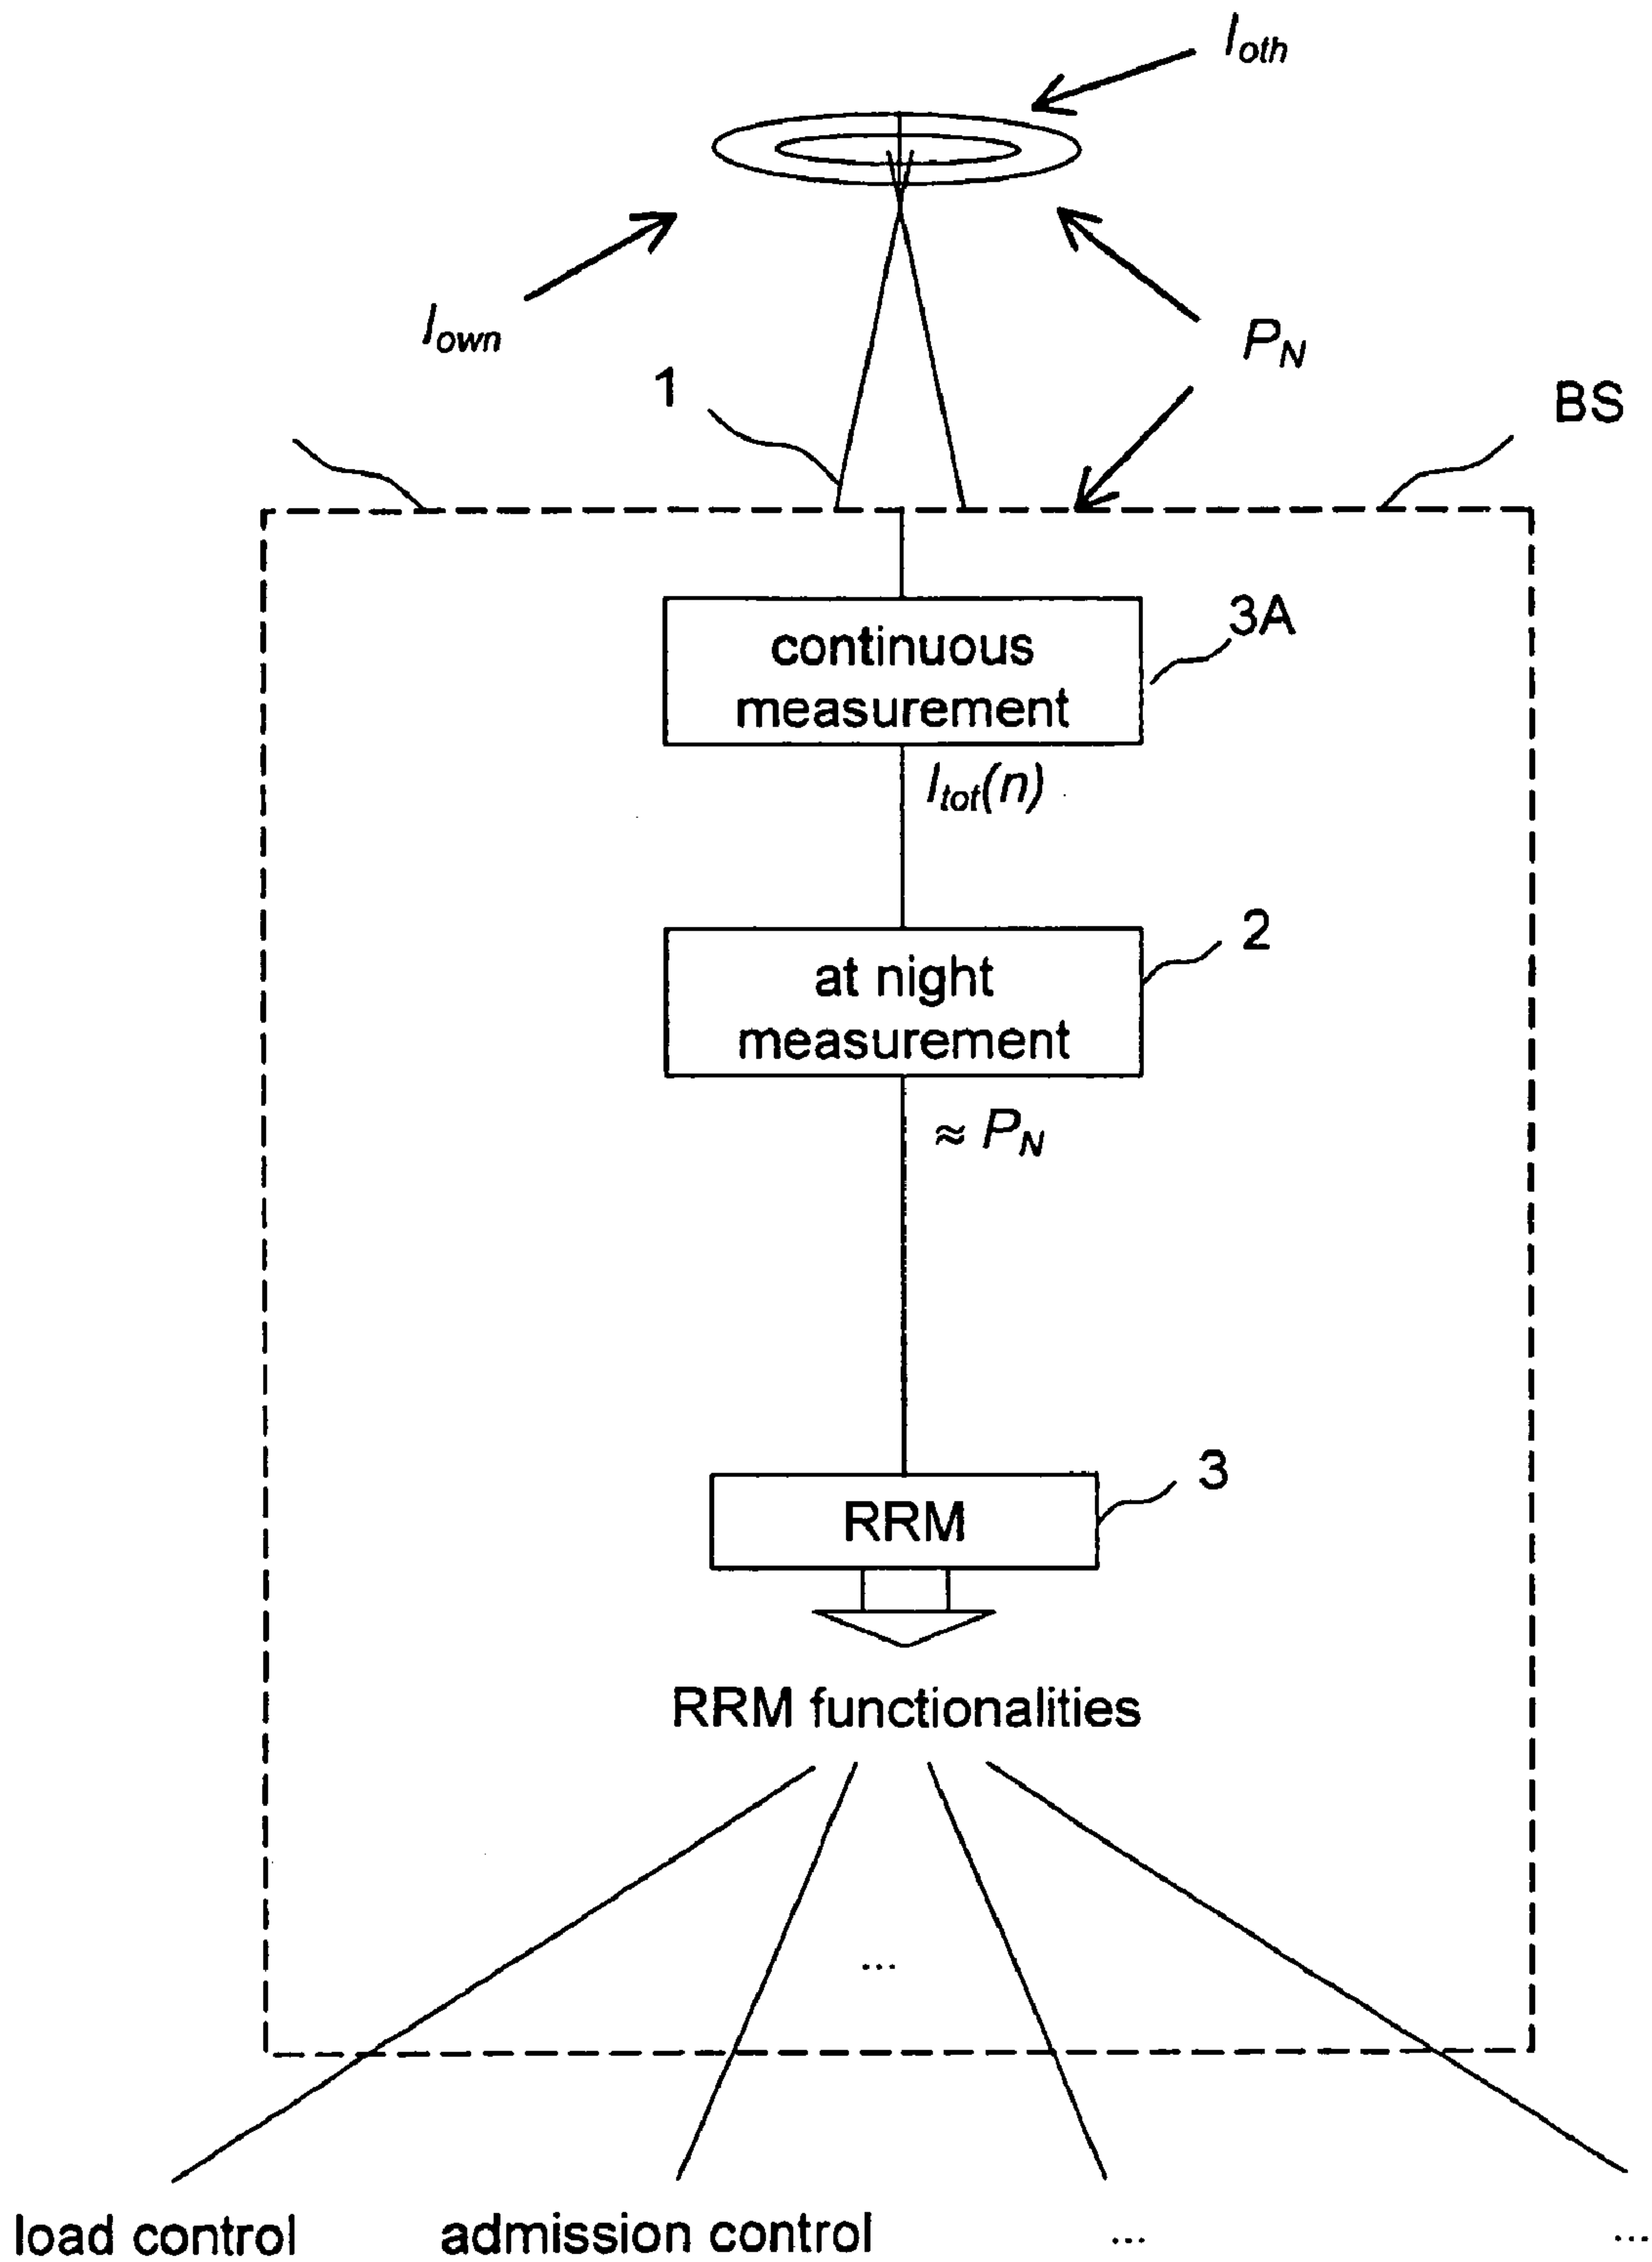 I_oth
I_own
P_N
1
BS
continuous
measurement
3A
I_tot(n)
at night
measurement
2
≈ P_N
RRM
3
RRM functionalities
...
load control
admission control
...
...